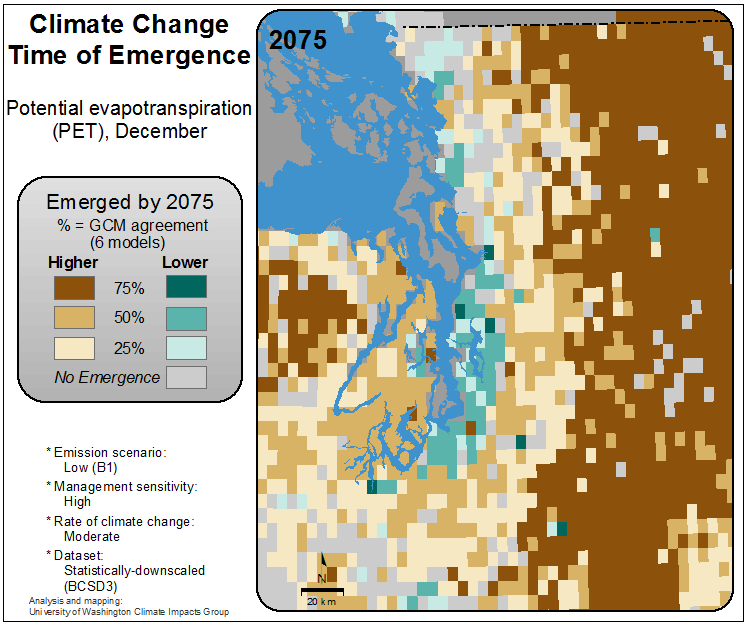 Climate Change
Time of Emergence
Potential evapotranspiration
(PET), December
Emerged by 2075
% = GCM agreement
(6 models)
Higher Lower
75%
50%
25%
No Emergence
* Emission scenario:
Low (B1)
* Management sensitivity:
High
* Rate of climate change:
Moderate
* Dataset:
Statistically-downscaled
(BCSD3)
Analysis and mapping:
University of Washington Climate Impacts Group
2075
N
20 km